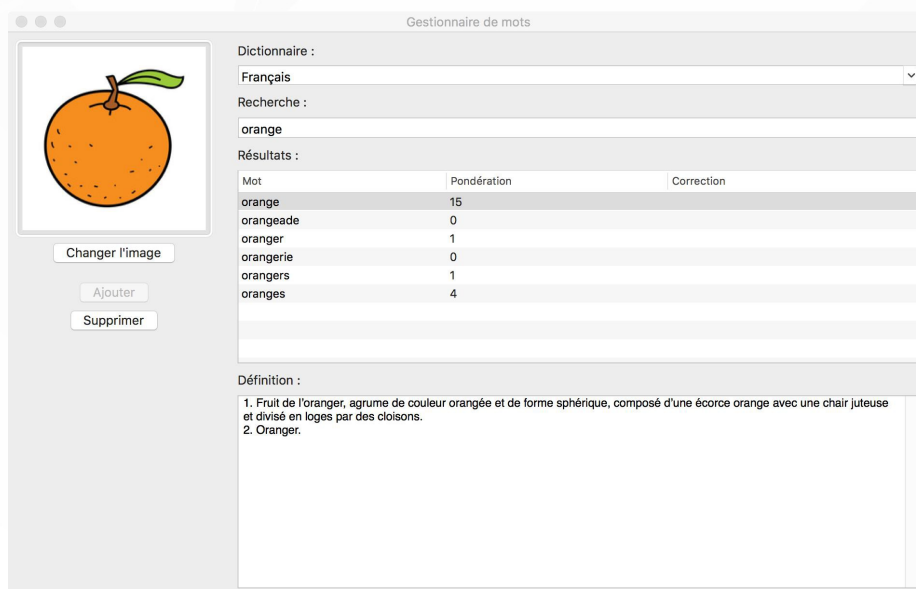 Gestionnaire de mots
Dictionnaire :
Français
Recherche :
orange
Résultats :
Mot Pondération Correction
orange 15
orangeade 0
oranger 1
orangerie 0
orangers 1
oranges 4
Changer l'image
Ajouter
Supprimer
Définition :
1. Fruit de l'oranger, agrume de couleur orangée et de forme sphérique, composé d'une écorce orange avec une chair juteuse
et divisé en loges par des cloisons.
2. Oranger.